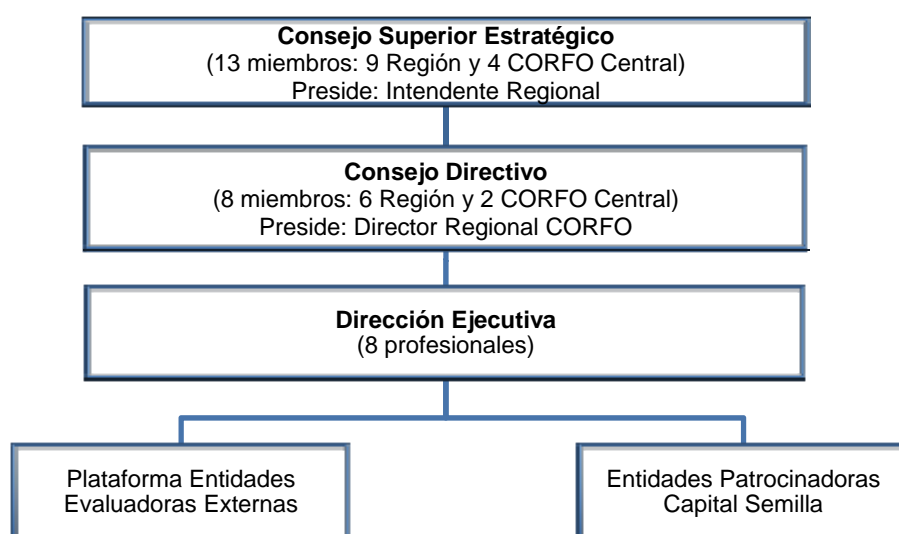 Consejo Superior Estratégico
(13 miembros: 9 Región y 4 CORFO Central)
Preside: Intendente Regional
Consejo Directivo
(8 miembros: 6 Región y 2 CORFO Central)
Preside: Director Regional CORFO
Dirección Ejecutiva
(8 profesionales)
Plataforma Entidades
Evaluadoras Externas
Entidades Patrocinadoras
Capital Semilla